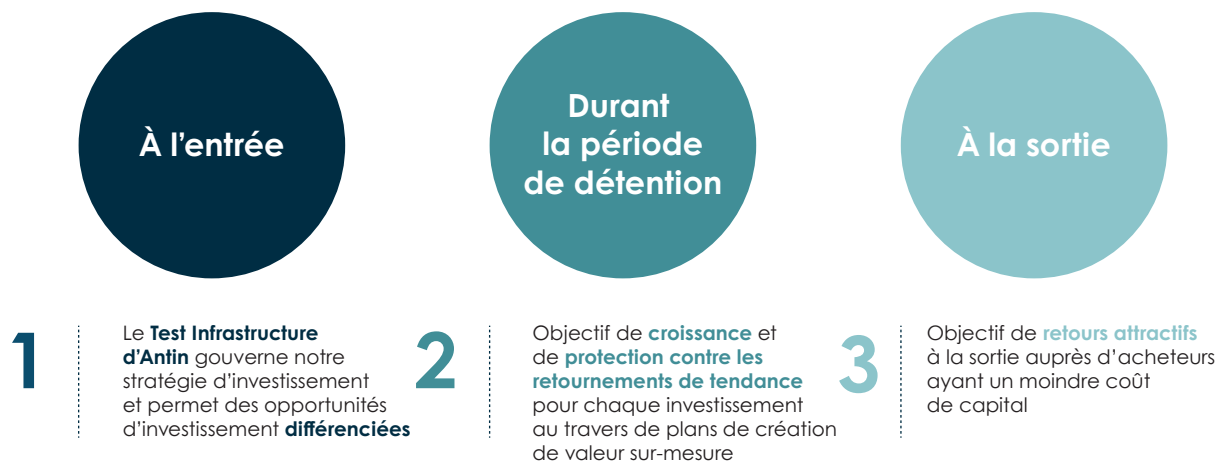 À l'entrée
Durant
la période
de détention
À la sortie
1
Le Test Infrastructure
d'Antin gouverne notre
stratégie d'investissement
et permet des opportunités
d'investissement différenciées
2
Objectif de croissance et
de protection contre les
retournements de tendance
pour chaque investissement
au travers de plans de création
de valeur sur-mesure
3
Objectif de retours attractifs
à la sortie auprès d'acheteurs
ayant un moindre coût
de capital